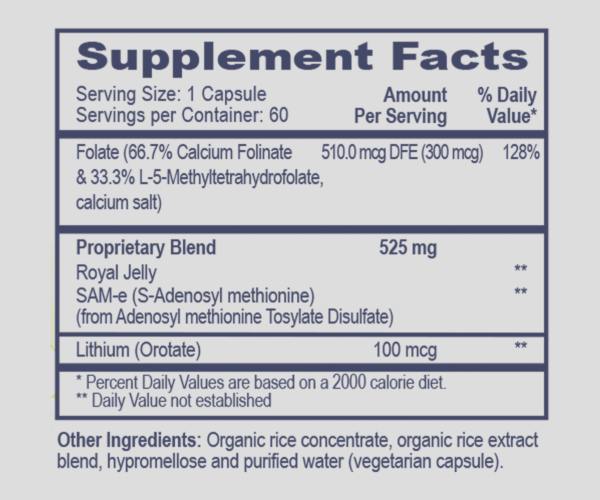 Supplement Facts
Serving Size: 1 Capsule
Servings per Container: 60
Amount Per Serving
% Daily Value*
Folate (66.7% Calcium Folinate 510.0 mcg DFE (300 mcg) 128%
& 33.3% L-5-Methyltetrahydrofolate,
calcium salt)
Proprietary Blend 525 mg
Royal Jelly **
SAM-e (S-Adenosyl methionine) **
(from Adenosyl methionine Tosylate Disulfate)
Lithium (Orotate) 100 mcg **
* Percent Daily Values are based on a 2000 calorie diet.
** Daily Value not established
Other Ingredients: Organic rice concentrate, organic rice extract
blend, hypromellose and purified water (vegetarian capsule).